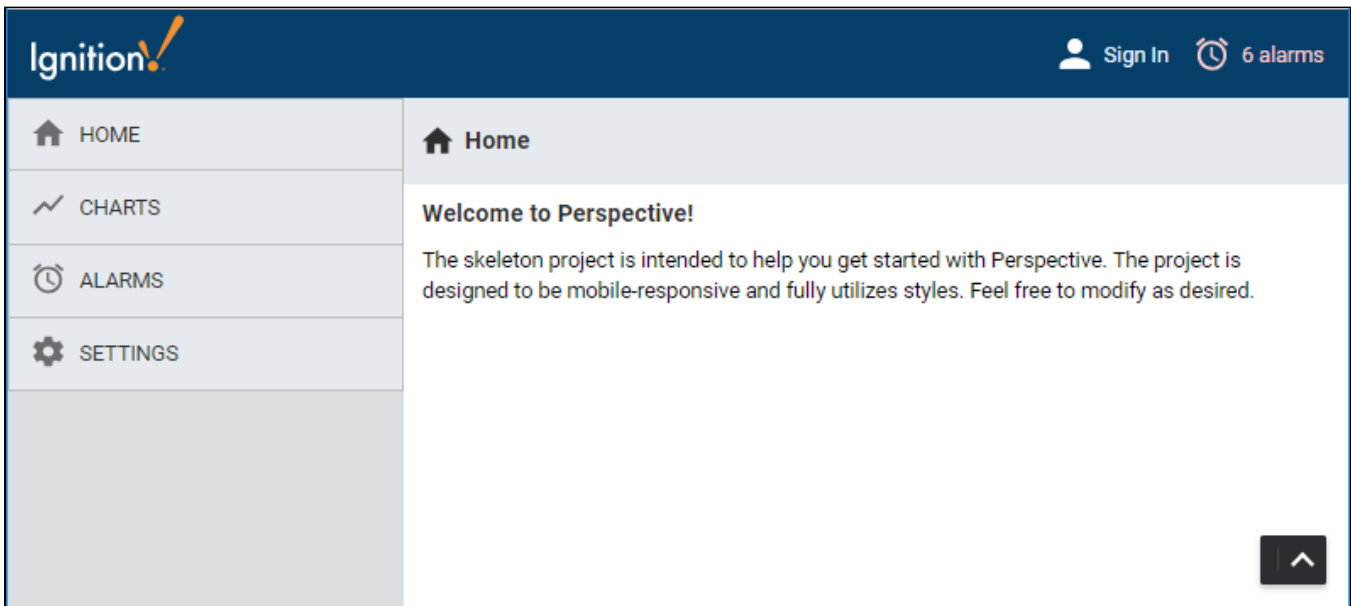 Ignition!
Sign In
6 alarms
HOME
CHARTS
ALARMS
SETTINGS
Home
Welcome to Perspective!
The skeleton project is intended to help you get started with Perspective. The project is
designed to be mobile-responsive and fully utilizes styles. Feel free to modify as desired.